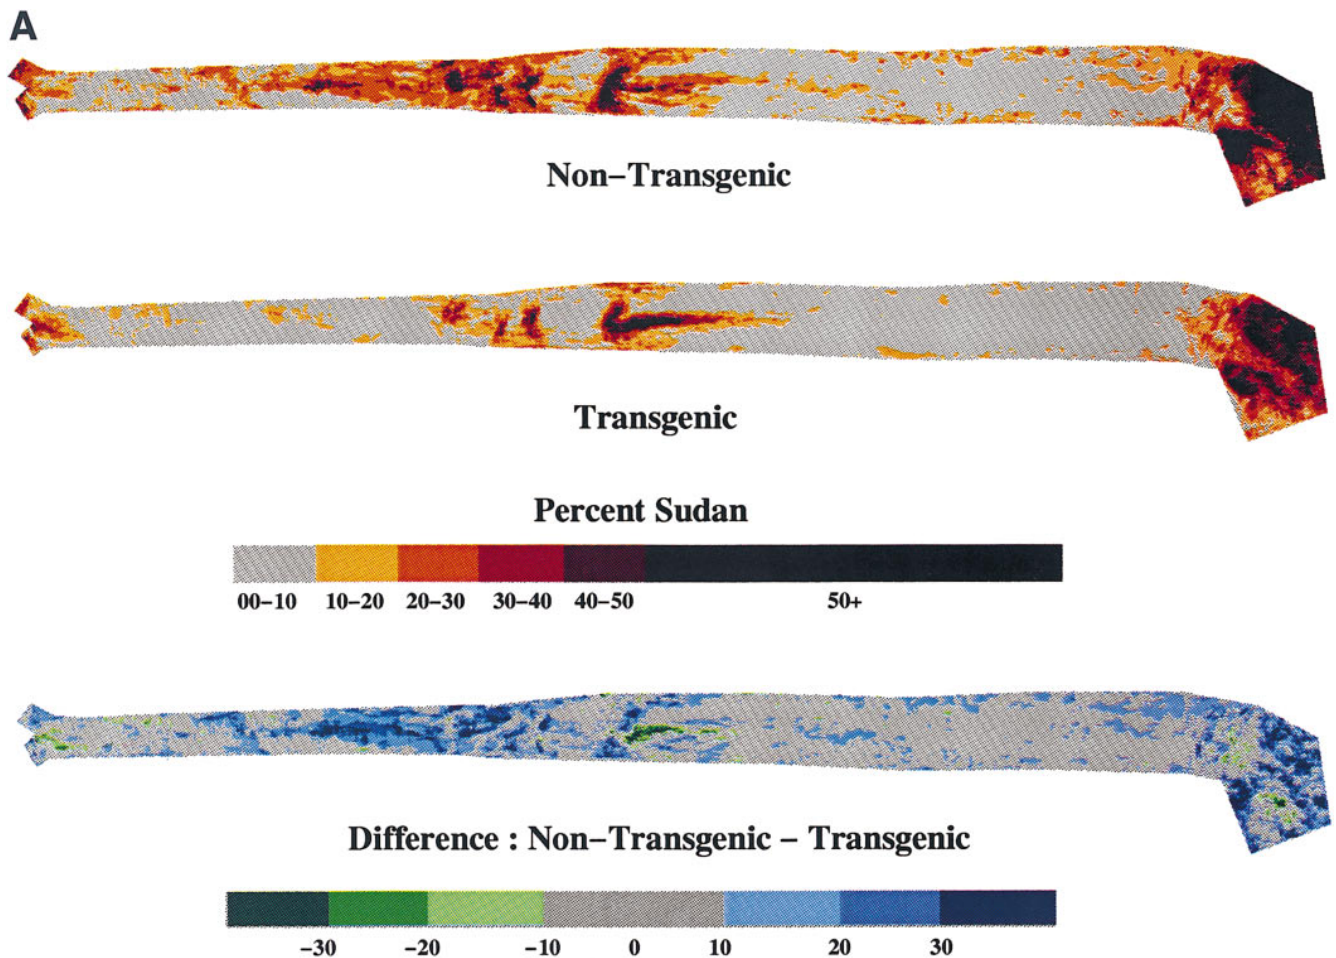 A
Non-Transgenic
Transgenic
Percent Sudan
00-10 10-20 20-30 30-40 40-50 50+
Difference : Non-Transgenic - Transgenic
-30 -20 -10 0 10 20 30